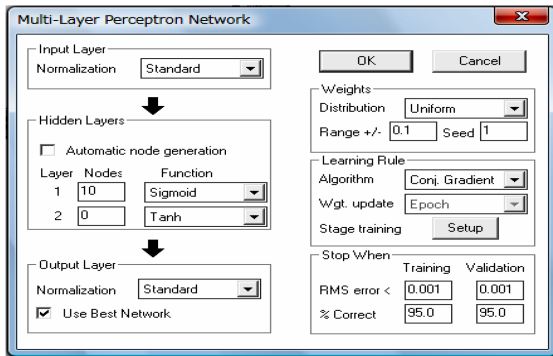 Multi-Layer Perceptron Network
Input Layer
Normalization Standard
Hidden Layers
Automatic node generation
Layer Nodes Function
1 10 Sigmoid
2 0 Tanh
Output Layer
Normalization Standard
Use Best Network
OK Cancel
Weights
Distribution Uniform
Range +/- 0.1 Seed 1
Learning Rule
Algorithm Conj. Gradient
Wgt. update Epoch
Stage training Setup
Stop When
Training Validation
RMS error < 0.001 0.001
% Correct 95.0 95.0